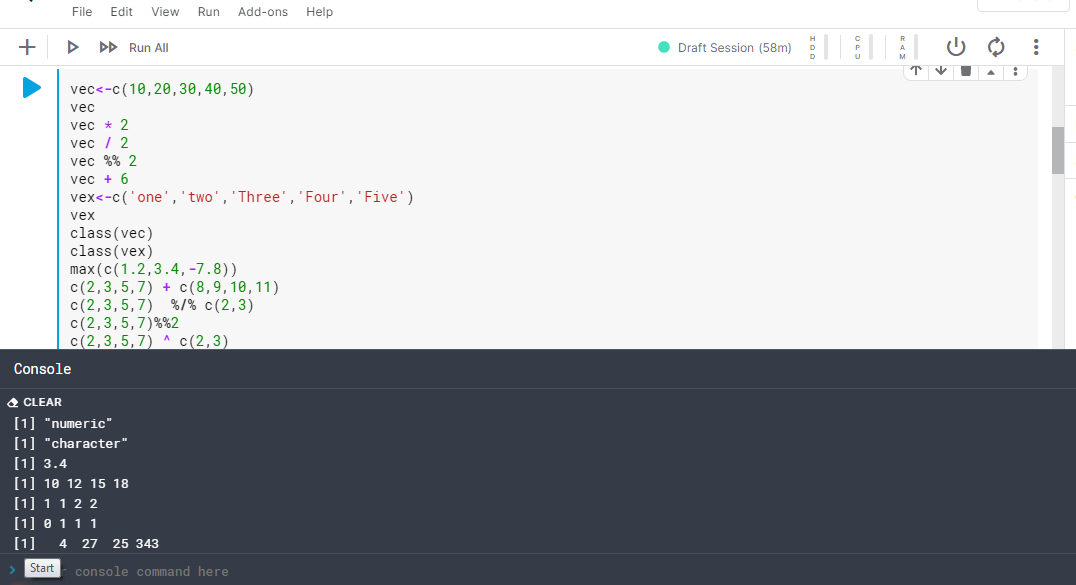 File Edit View Run Add-ons Help
Run All
Draft Session (58m)
HDD
CPU
RAM
vec<-c(10,20,30,40,50)
vec
vec * 2
vec / 2
vec %% 2
vec + 6
vex<-c('one','two','Three','Four','Five')
vex
class(vec)
class(vex)
max(c(1.2,3.4,-7.8))
c(2,3,5,7) + c(8,9,10,11)
c(2,3,5,7)  %/% c(2,3)
c(2,3,5,7)%%2
c(2,3,5,7) ^ c(2,3)
Console
CLEAR
[1] "numeric"
[1] "character"
[1] 3.4
[1] 10 12 15 18
[1] 1 1 2 2
[1] 0 1 1 1
[1]   4  27  25 343
Start console command here